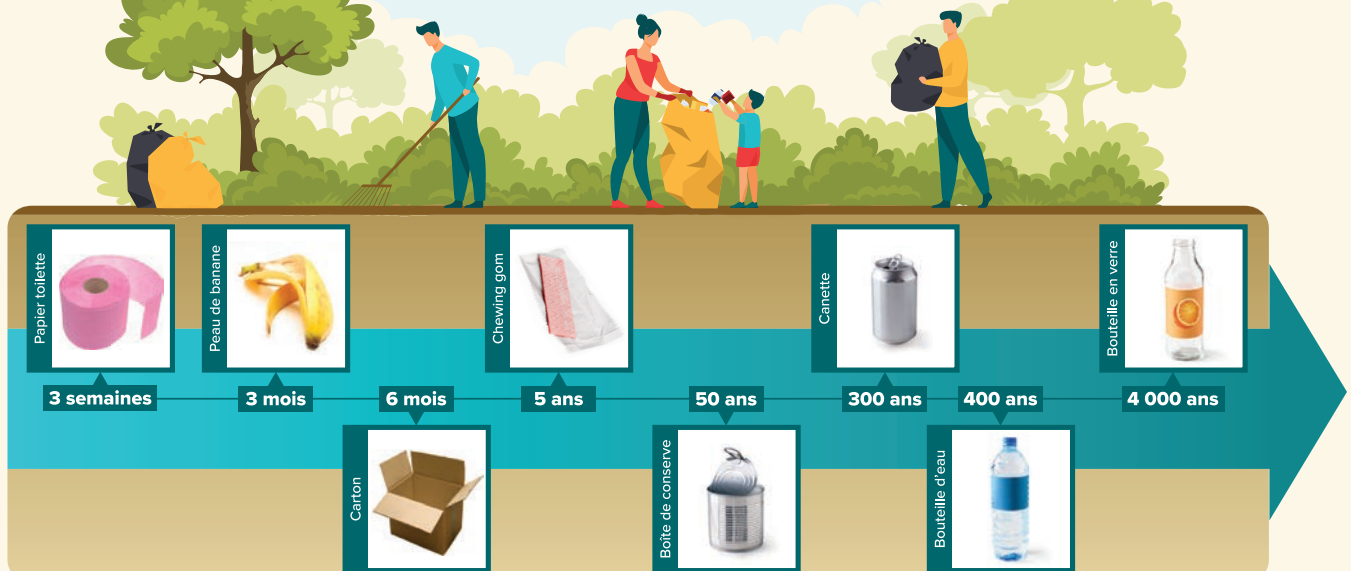 Papier toilette
3 semaines
Peau de banane
3 mois
6 mois
Carton
Chewing gom
5 ans
50 ans
Boîte de conserve
Canette
300 ans
400 ans
Bouteille d'eau
Bouteille en verre
4 000 ans